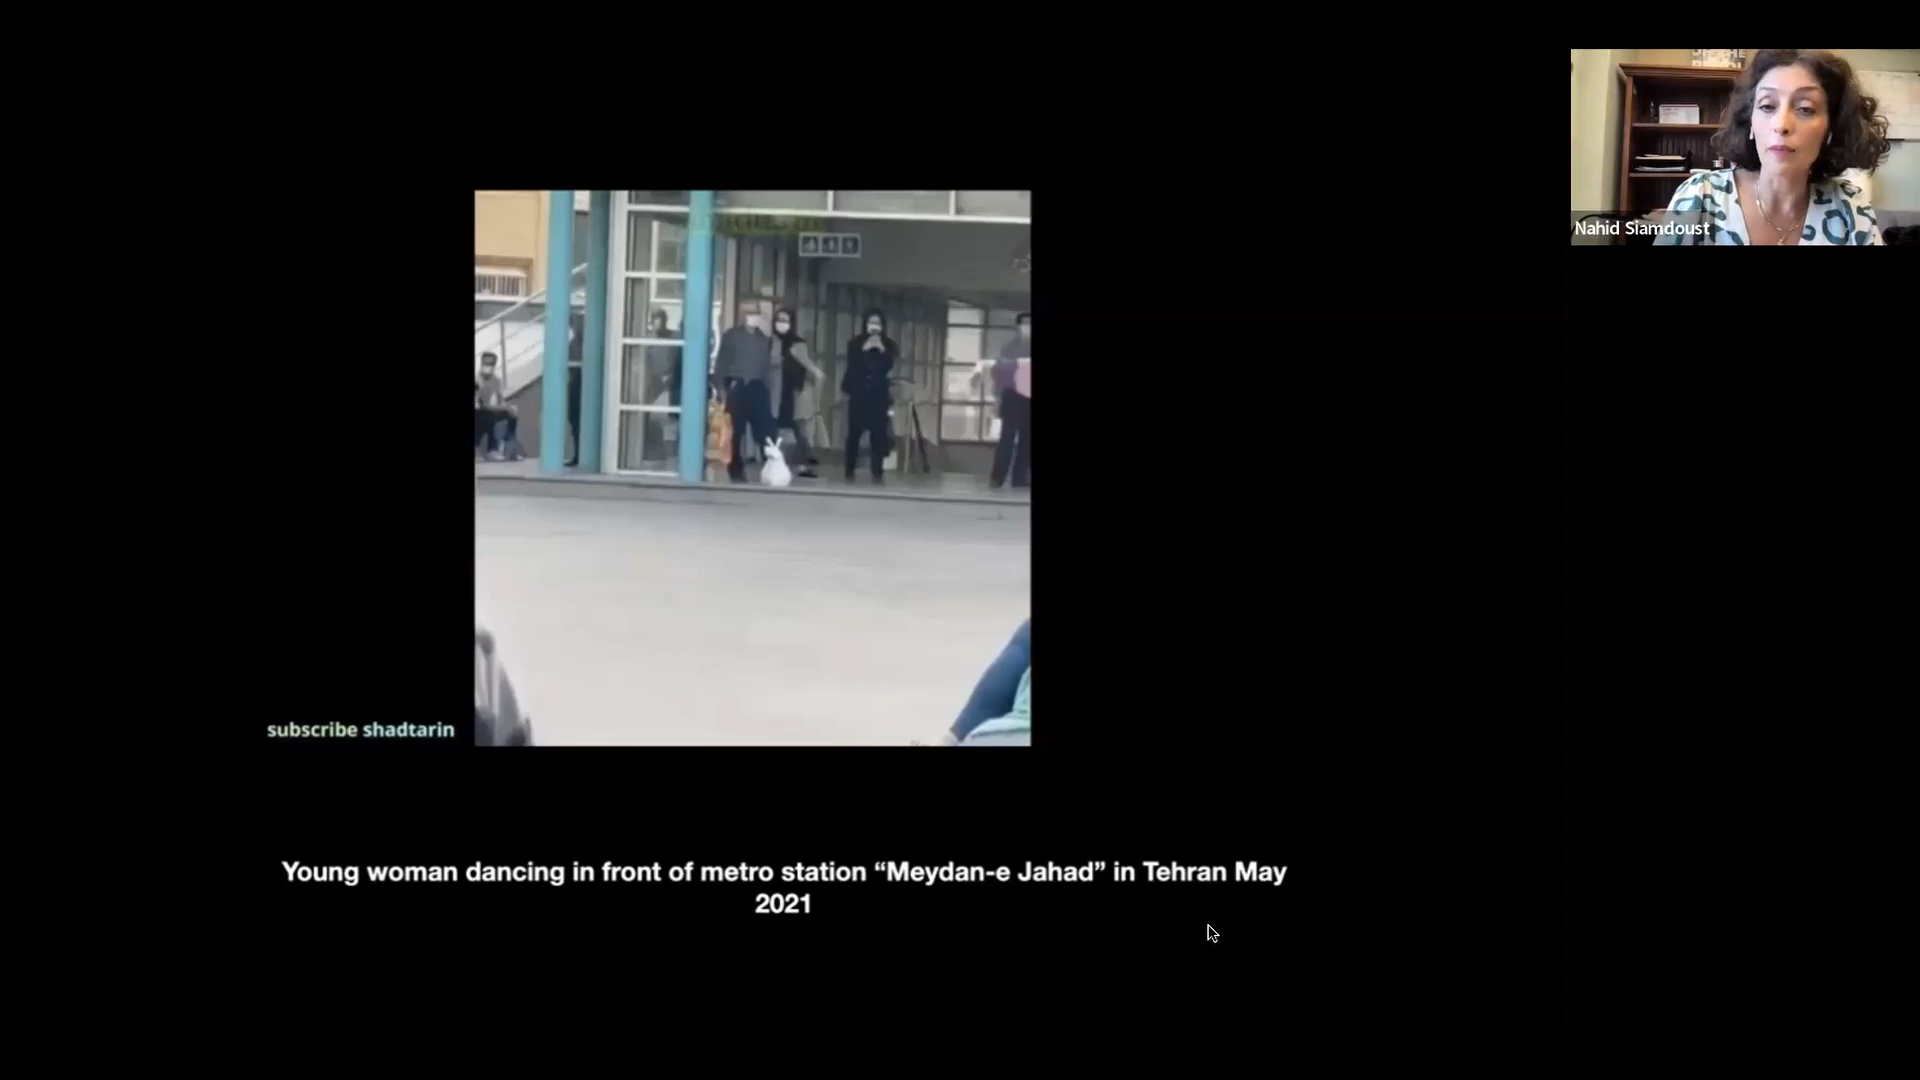 Nahid Siamdoust
subscribe shadtarin
Young woman dancing in front of metro station “Meydan-e Jahad” in Tehran May
2021